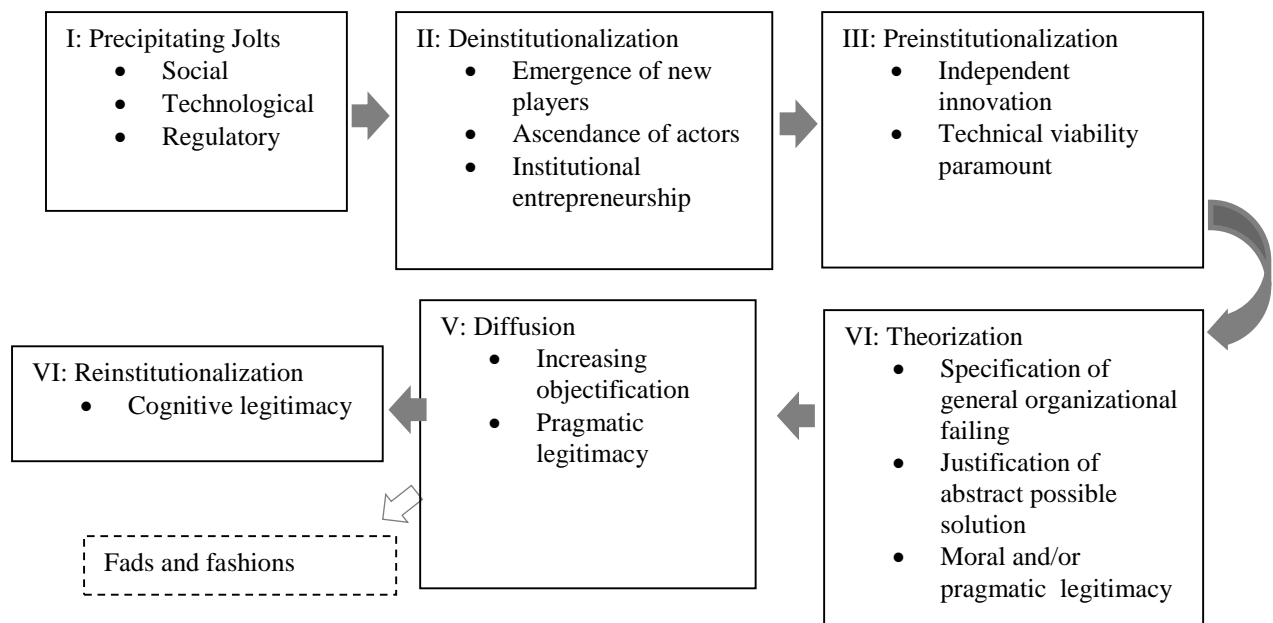 I: Precipitating Jolts
• Social
• Technological
• Regulatory
II: Deinstitutionalization
• Emergence of new
players
• Ascendance of actors
• Institutional
entrepreneurship
III: Preinstitutionalization
• Independent
innovation
• Technical viability
paramount
VI: Theorization
• Specification of
general organizational
failing
• Justification of
abstract possible
solution
• Moral and/or
pragmatic legitimacy
V: Diffusion
• Increasing
objectification
• Pragmatic
legitimacy
VI: Reinstitutionalization
• Cognitive legitimacy
Fads and fashions